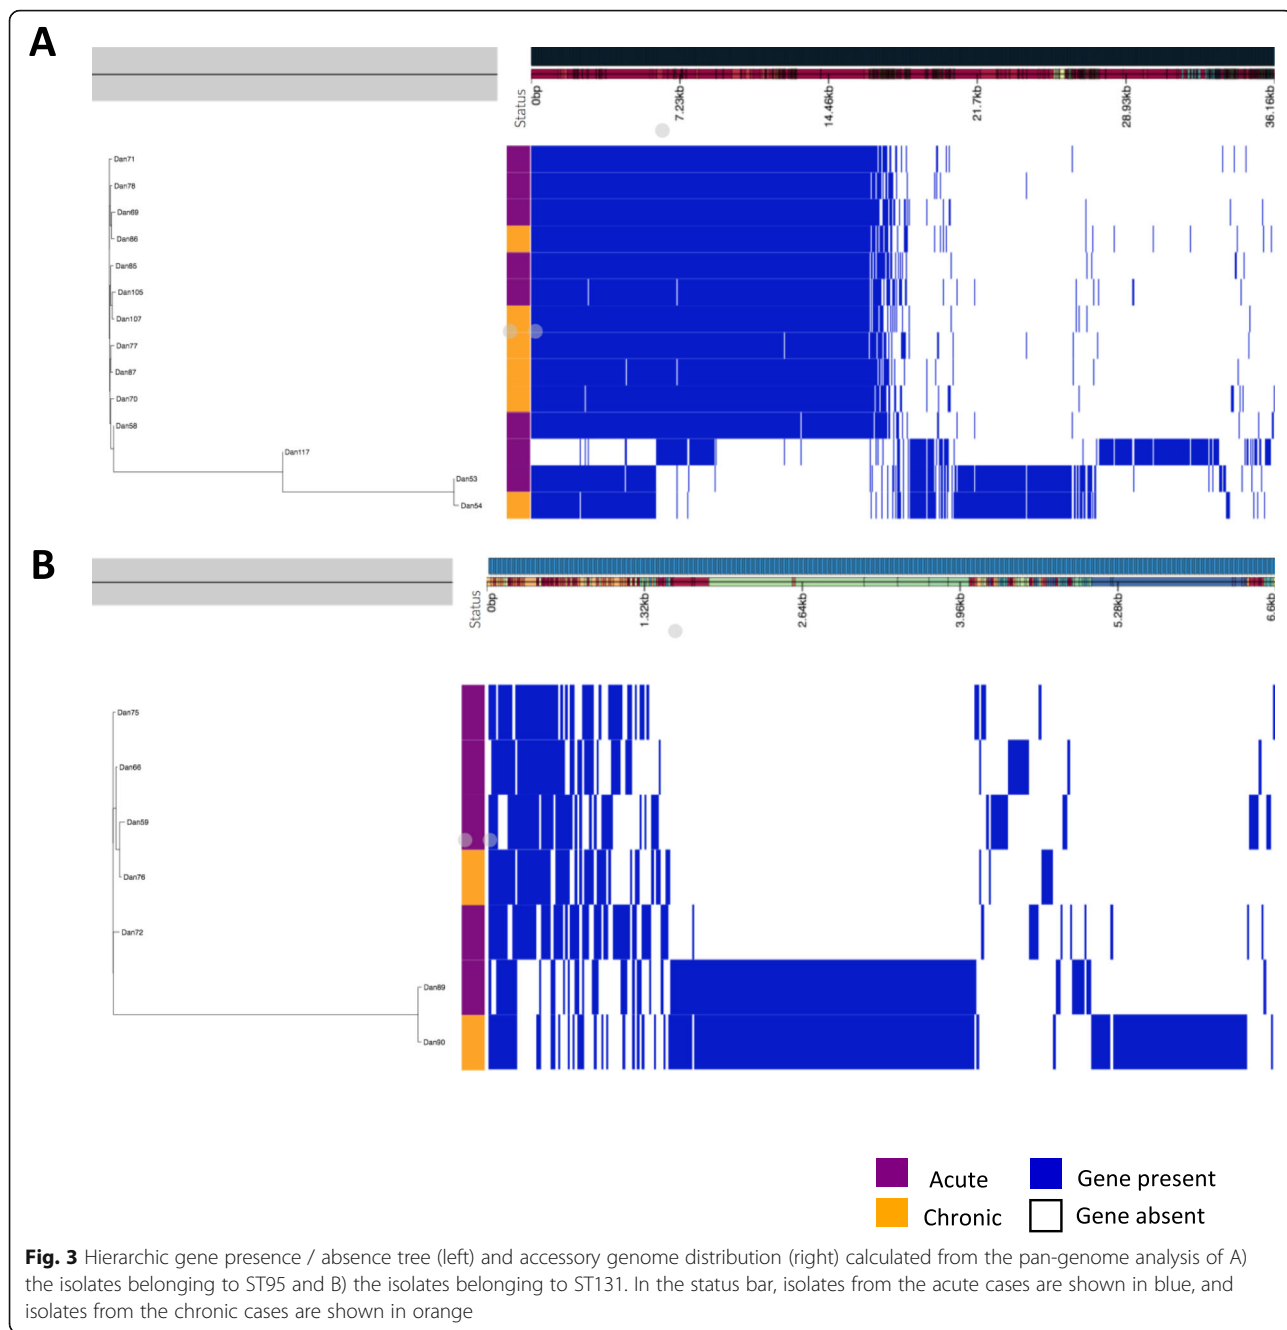 A
Status
0bp
7.23kb
14.46kb
21.7kb
28.93kb
36.16kb
Dan71
Dan78
Dan69
Dan86
Dan85
Dan105
Dan107
Dan77
Dan87
Dan70
Dan58
Dan117
Dan53
Dan54
B
Status
0bp
1.32kb
2.64kb
3.96kb
5.28kb
6.6kb
Dan75
Dan66
Dan59
Dan76
Dan72
Dan89
Dan90
Acute
Gene present
Chronic
Gene absent
Fig. 3 Hierarchic gene presence / absence tree (left) and accessory genome distribution (right) calculated from the pan-genome analysis of A)
the isolates belonging to ST95 and B) the isolates belonging to ST131. In the status bar, isolates from the acute cases are shown in blue, and
isolates from the chronic cases are shown in orange